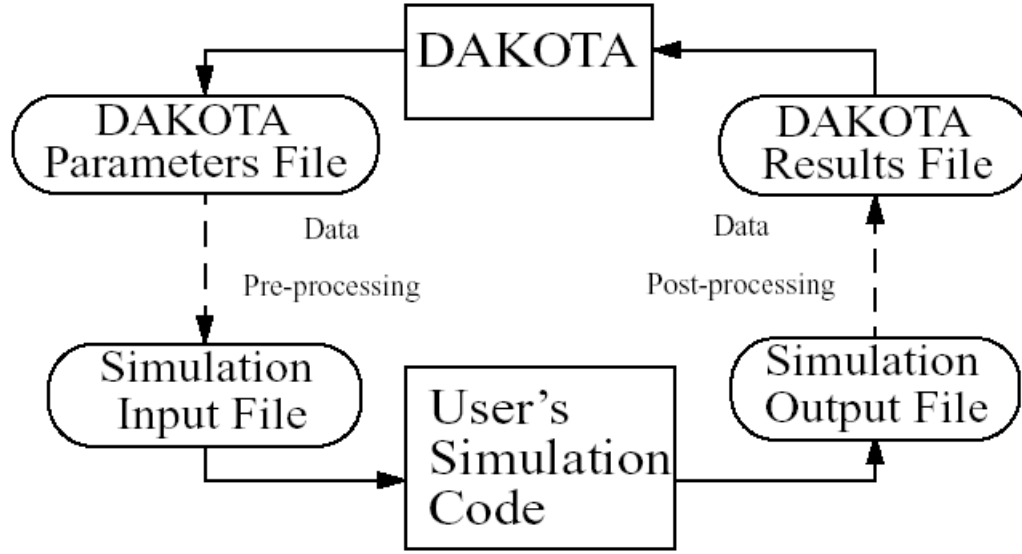 DAKOTA
DAKOTA
Parameters File
DAKOTA
Results File
Data
Pre-processing
Data
Post-processing
Simulation
Input File
User's
Simulation
Code
Simulation
Output File